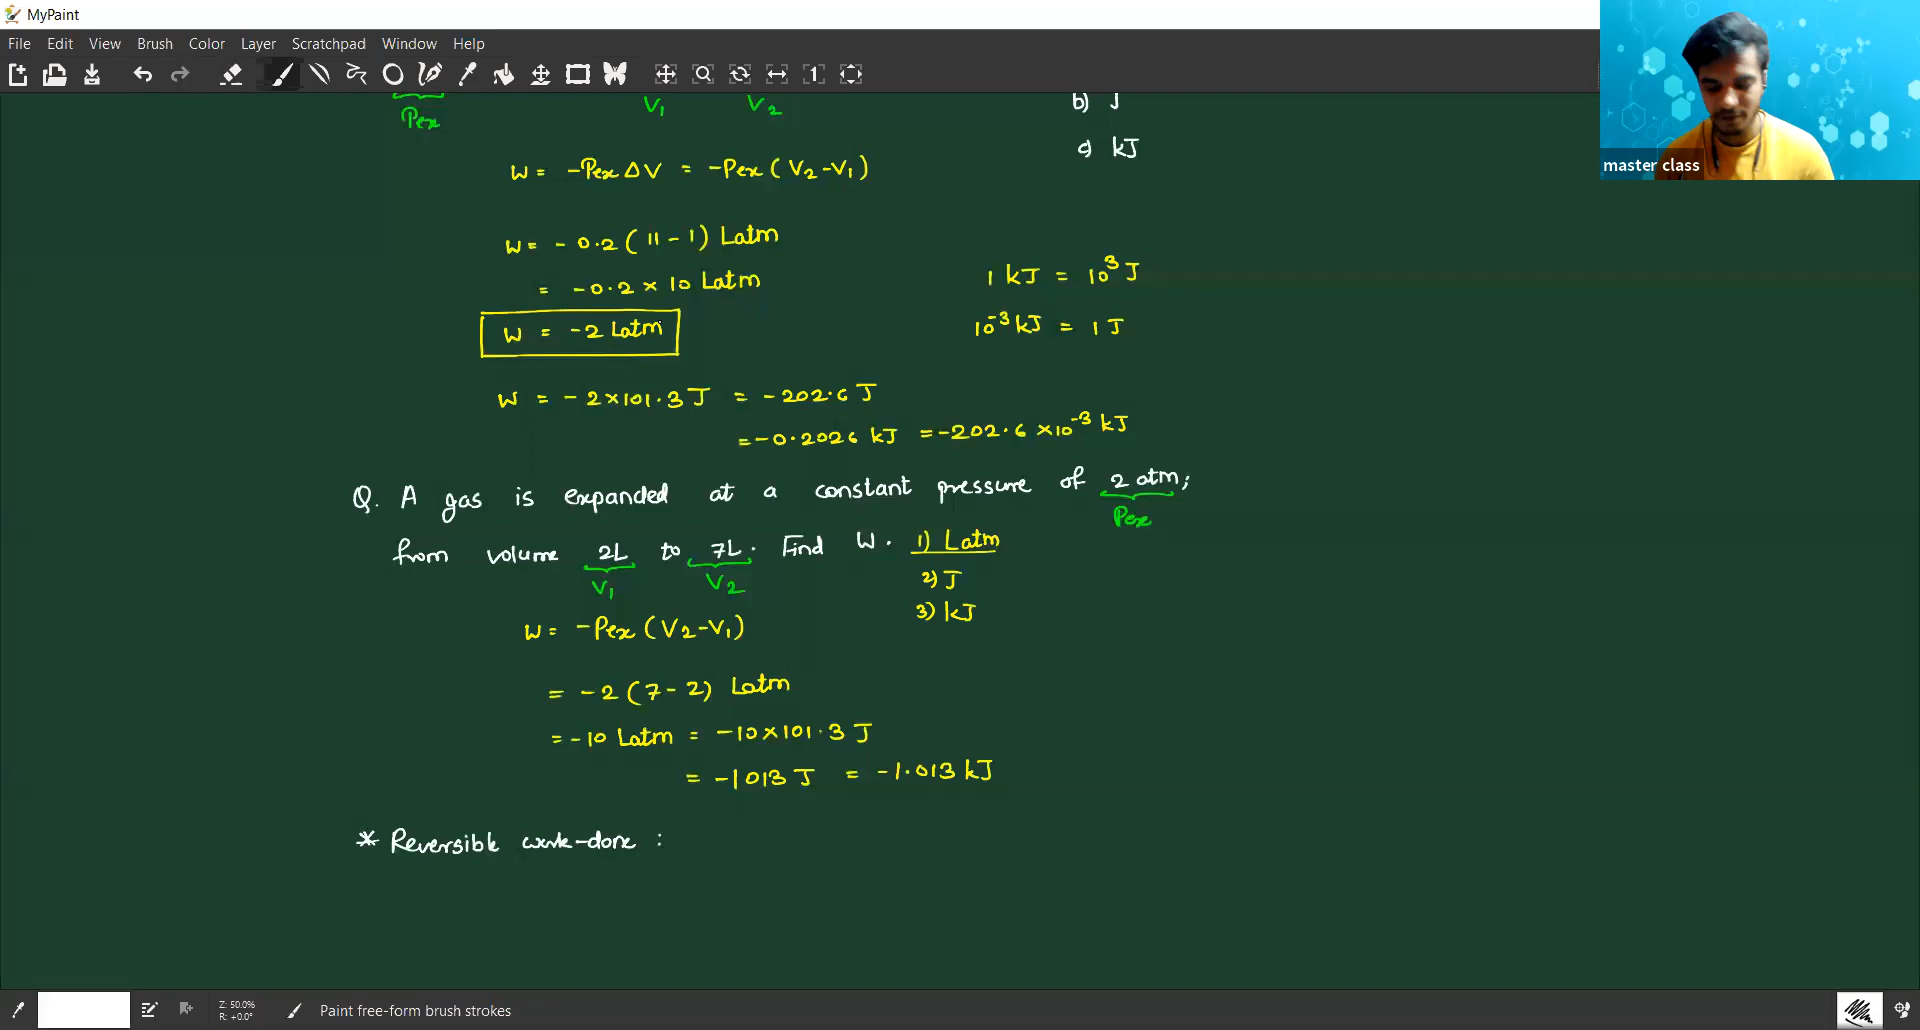 MyPaint
File Edit View Brush Color Layer Scratchpad Window Help
master class
Pex V₁ V₂
b) J
c) kJ
W = -Pex ΔV = -Pex (V₂-V₁)
W = -0.2 (11-1) Latm
= -0.2 × 10 Latm
W = -2 Latm
1 kJ = 10³ J
10⁻³ kJ = 1 J
W = -2×101.3 J = -202.6 J
= -0.2026 kJ = -202.6 ×10⁻³ kJ
Q. A gas is expanded at a constant pressure of 2 atm;
Pex
from volume 2L to 7L. Find W. 1) Latm
V₁ V₂
2) J
3) kJ
W = -Pex (V₂-V₁)
= -2 (7-2) Latm
= -10 Latm = -10×101.3 J
= -1013 J = -1.013 kJ
* Reversible work-done :
Z: 50.0%
R: +0.0°
Paint free-form brush strokes